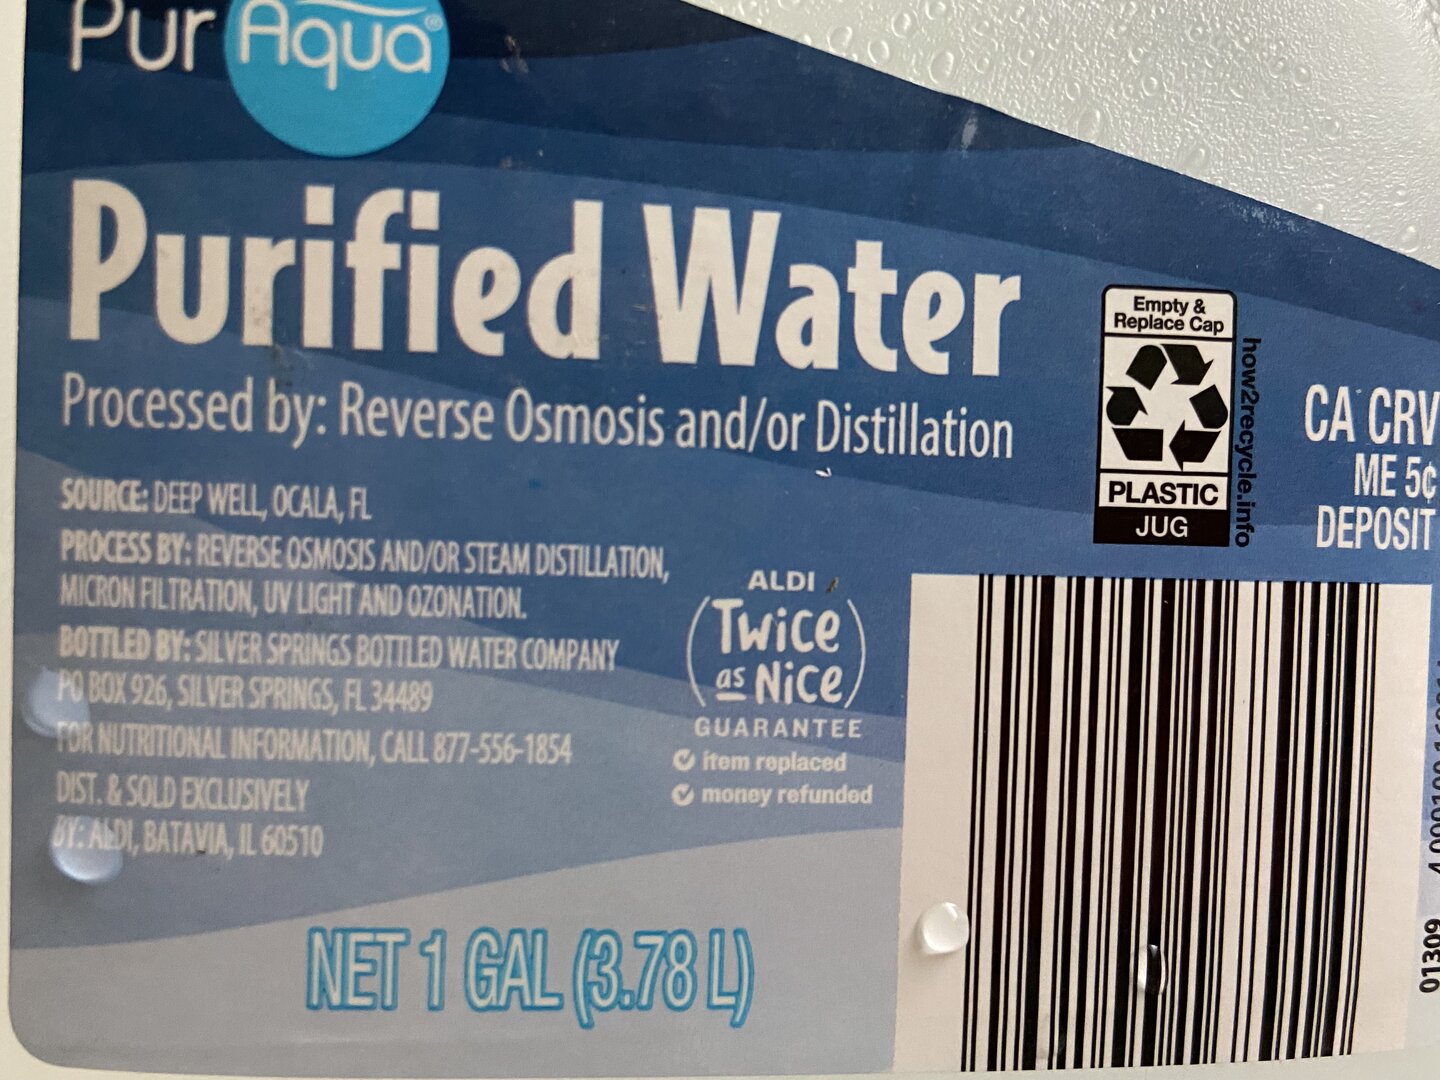 Pur Aqua®
Purified Water
Processed by: Reverse Osmosis and/or Distillation
SOURCE: DEEP WELL, OCALA, FL
PROCESS BY: REVERSE OSMOSIS AND/OR STEAM DISTILLATION,
MICRON FILTRATION, UV LIGHT AND OZONATION.
BOTTLED BY: SILVER SPRINGS BOTTLED WATER COMPANY
PO BOX 926, SILVER SPRINGS, FL 34489
FOR NUTRITIONAL INFORMATION, CALL 877-556-1854
DIST. & SOLD EXCLUSIVELY
BY: ALDI, BATAVIA, IL 60510
NET 1 GAL (3.78 L)
ALDI
Twice
as Nice
GUARANTEE
item replaced
money refunded
Empty &
Replace Cap
PLASTIC
JUG
how2recycle.info
CA CRV
ME 5¢
DEPOSIT
01309